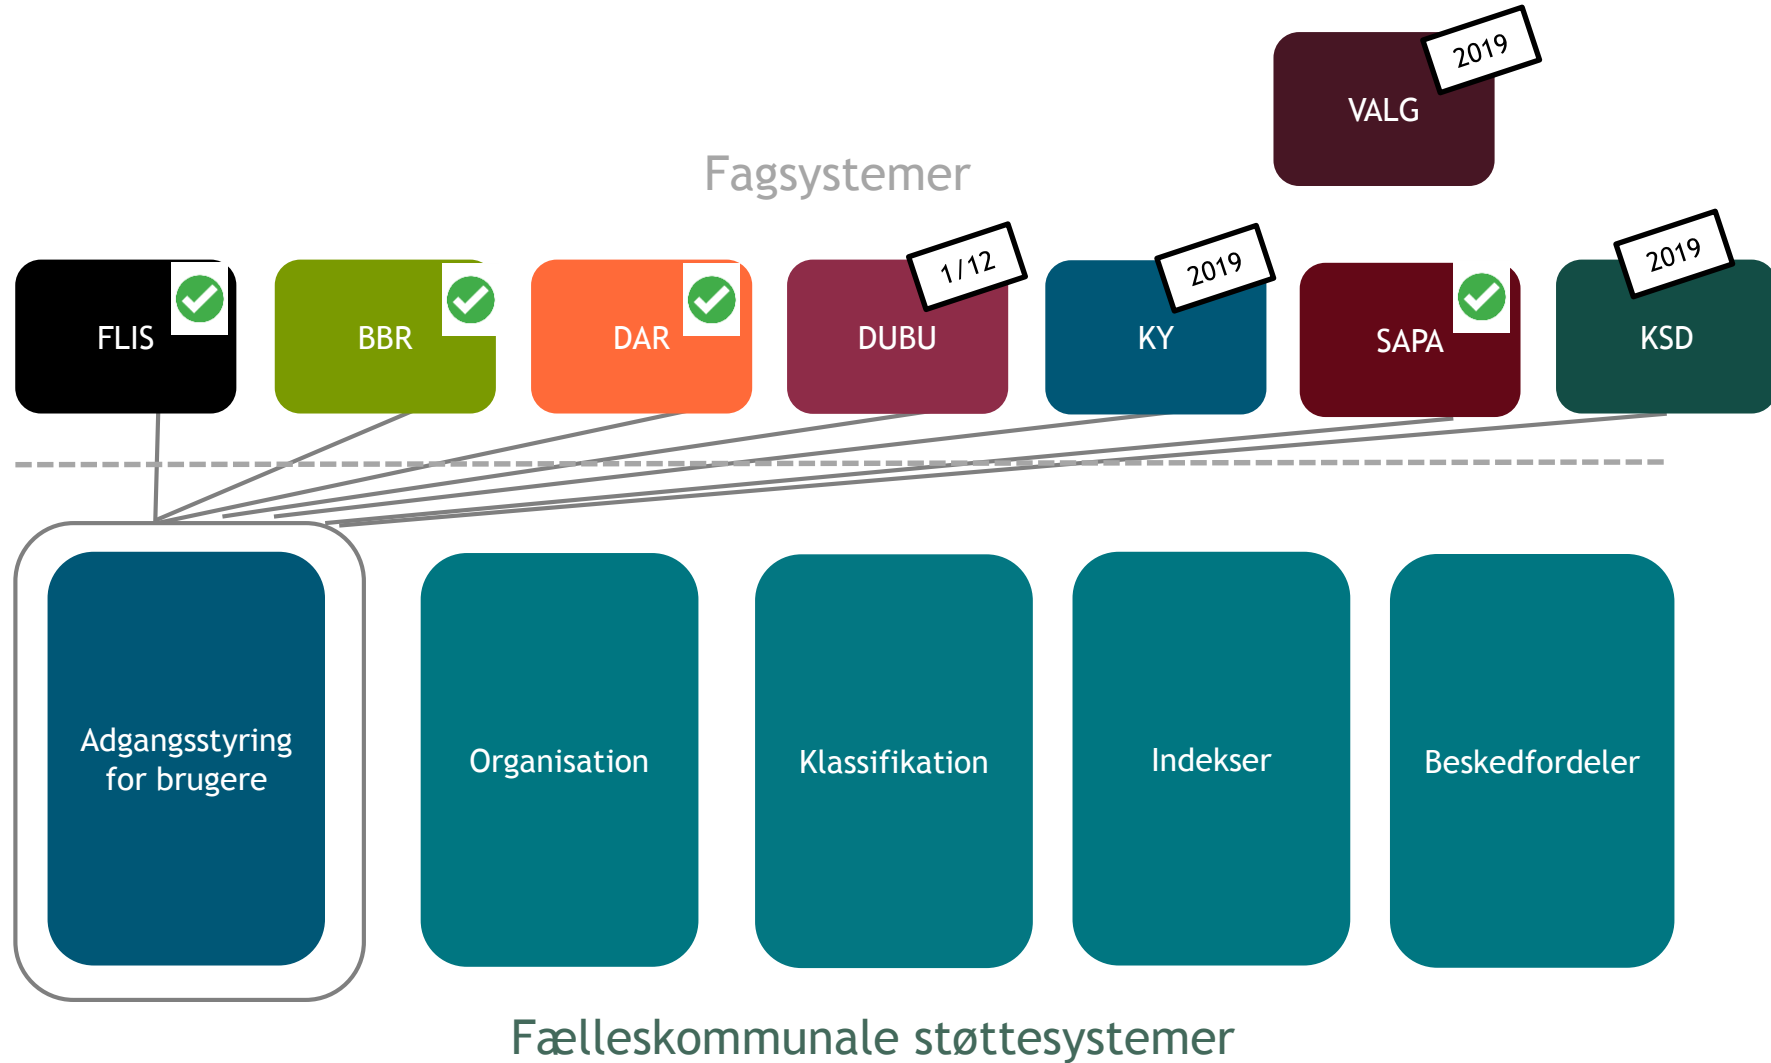 2019
VALG
Fagsystemer
FLIS
BBR
DAR
1/12
DUBU
2019
KY
SAPA
2019
KSD
Adgangsstyring
for brugere
Organisation
Klassifikation
Indekser
Beskedfordeler
Fælleskommunale støttesystemer